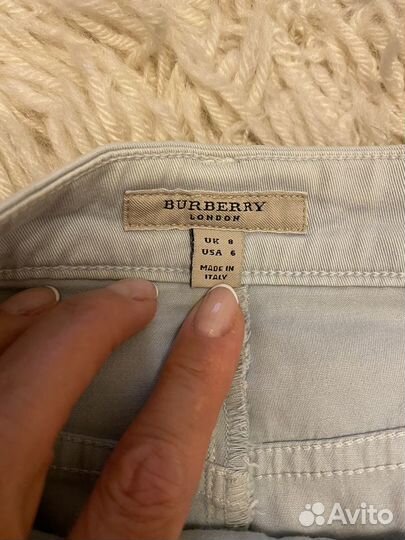 BURBERRY
LONDON
UK 8
USA 6
MADE IN
ITALY
Avito